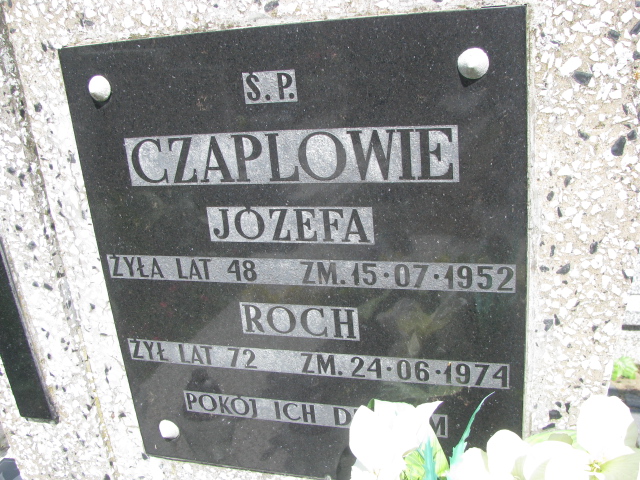 Ś.P.
CZAPLOWIE
JÓZEFA
ŻYŁA LAT 48 ZM. 15·07·1952
ROCH
ŻYŁ LAT 72 ZM. 24·06·1974
POKÓJ ICH